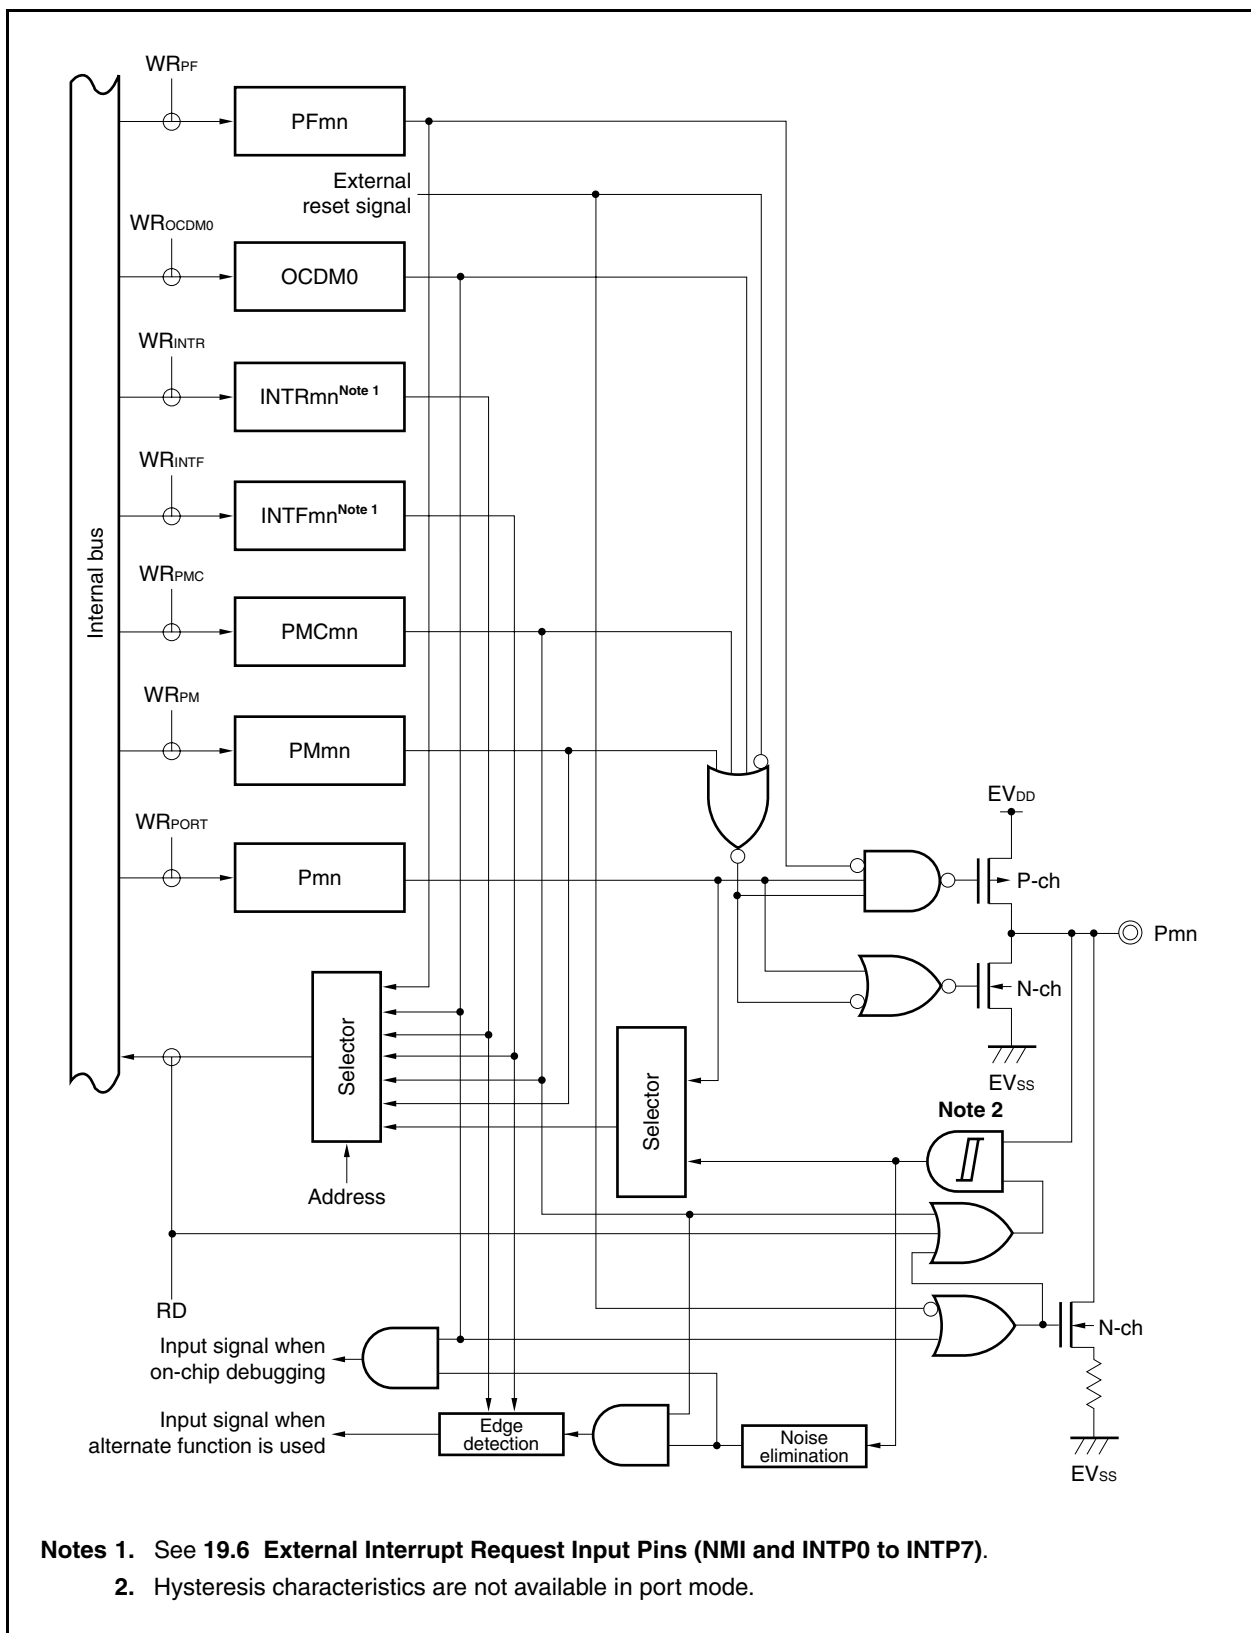 WRPF
PFmn
External
reset signal
WROCDM0
OCDM0
WRINTR
INTRmnNote 1
WRINTF
INTFmnNote 1
Internal bus
WRPMC
PMCmn
WRPM
PMmn
WRPORT
Pmn
EVDD
P-ch
Pmn
N-ch
EVSS
Selector
Selector
Note 2
Address
RD
N-ch
Input signal when
on-chip debugging
Input signal when
alternate function is used
Edge
detection
Noise
elimination
EVSS
Notes 1. See 19.6 External Interrupt Request Input Pins (NMI and INTP0 to INTP7).
2. Hysteresis characteristics are not available in port mode.